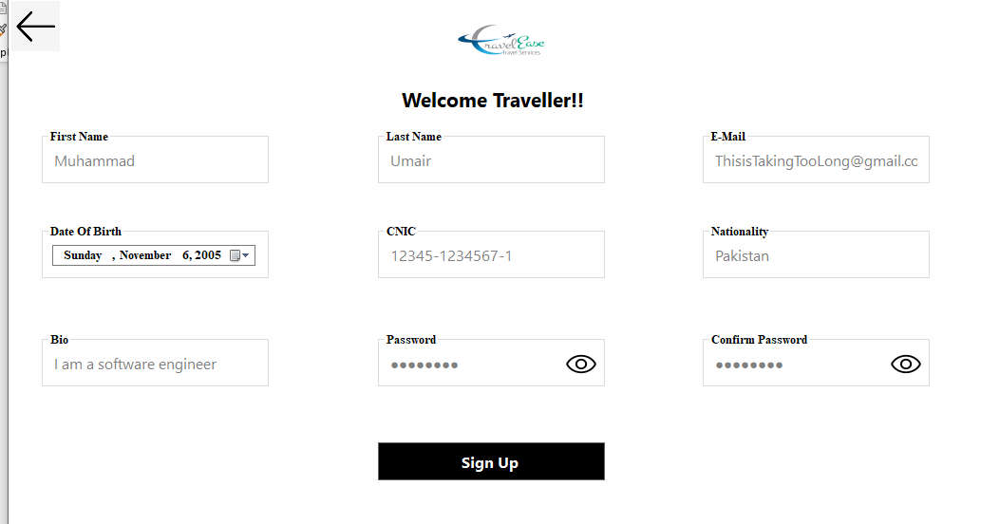 TravelEase
Travel Services
Welcome Traveller!!
First Name
Last Name
E-Mail
Muhammad
Umair
ThisisTakingTooLong@gmail.cc
Date Of Birth
CNIC
Nationality
Sunday , November 6, 2005
12345-1234567-1
Pakistan
Bio
Password
Confirm Password
I am a software engineer
●●●●●●●●
●●●●●●●●
Sign Up